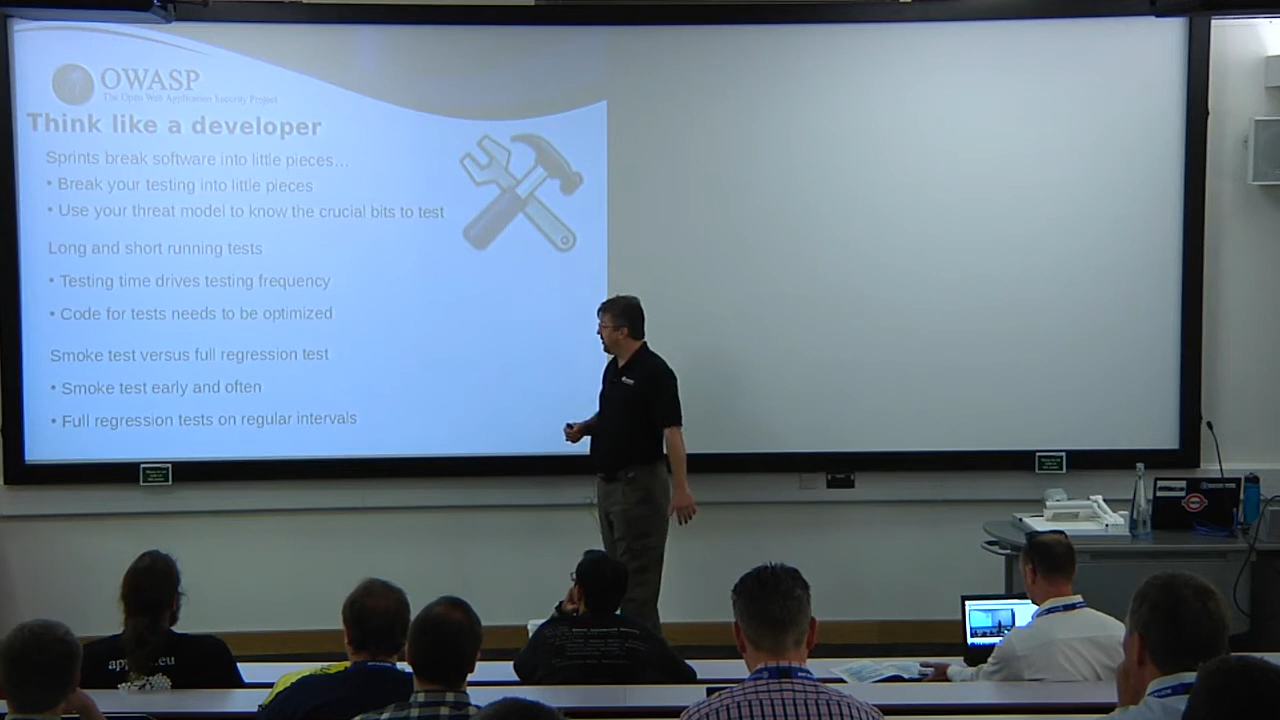 OWASP
The Open Web Application Security Project
Think like a developer
Sprints break software into little pieces…
• Break your testing into little pieces
• Use your threat model to know the crucial bits to test
Long and short running tests
• Testing time drives testing frequency
• Code for tests needs to be optimized
Smoke test versus full regression test
• Smoke test early and often
• Full regression tests on regular intervals